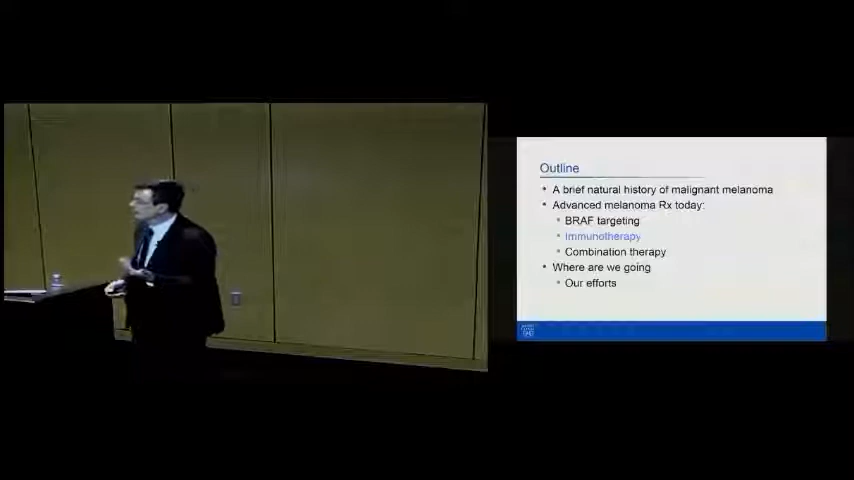 Outline
• A brief natural history of malignant melanoma
• Advanced melanoma Rx today:
• BRAF targeting
• Immunotherapy
• Combination therapy
• Where are we going
• Our efforts